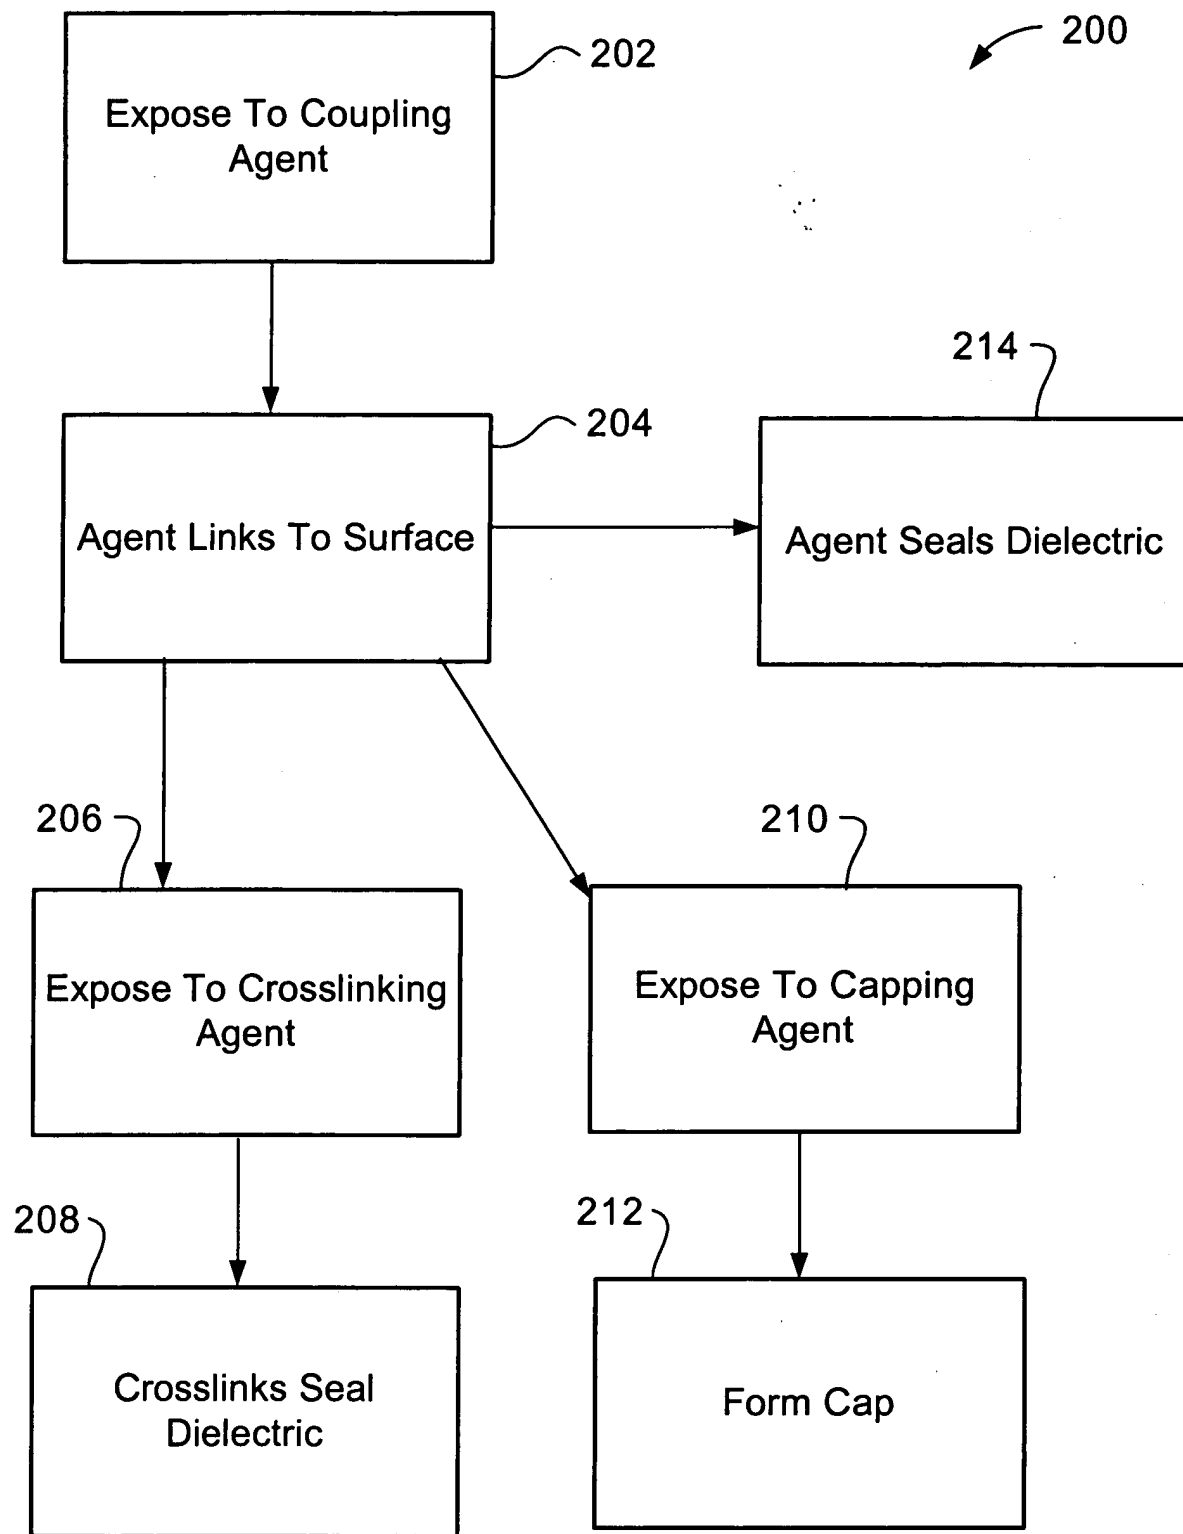 200
202
Expose To Coupling
Agent
214
204
Agent Links To Surface
Agent Seals Dielectric
206
210
Expose To Crosslinking
Agent
Expose To Capping
Agent
208
212
Crosslinks Seal
Dielectric
Form Cap